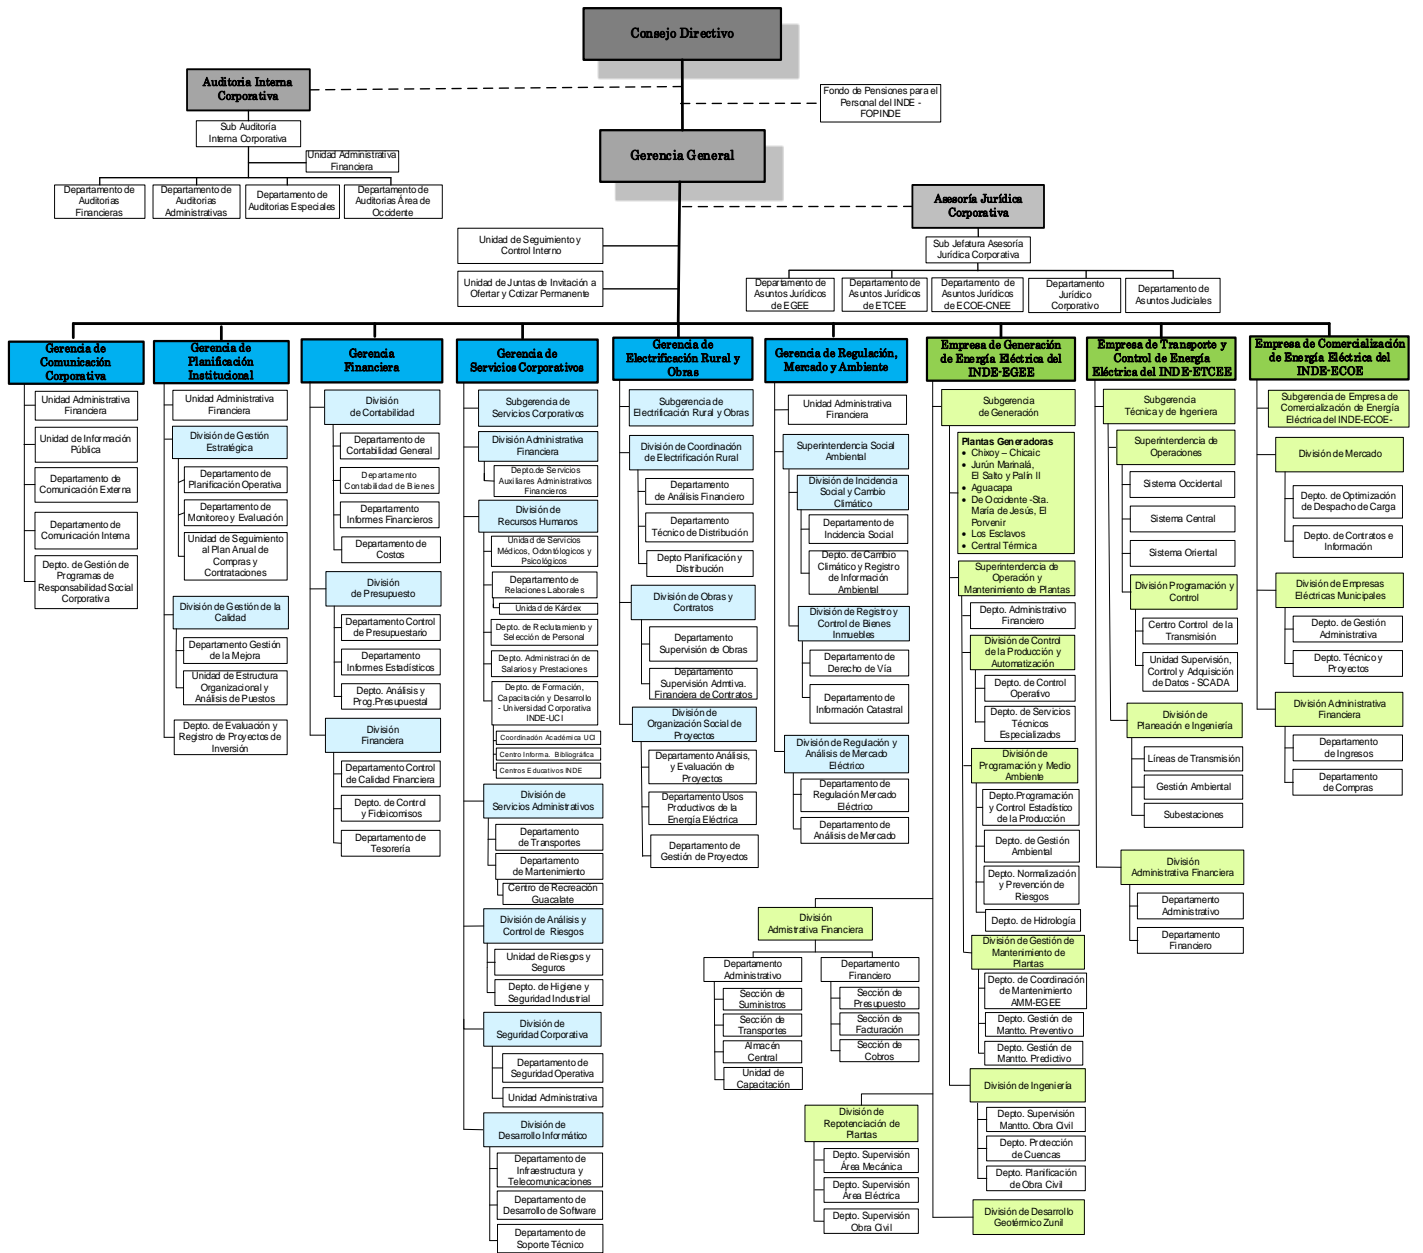 Consejo Directivo
Auditoria Interna
Corporativa
Fondo de Pensiones para el
Personal del INDE -
FOPINDE
Sub Auditoría
Interna Corporativa
Unidad Administrativa
Financiera
Gerencia General
Departamento de
Auditorias
Financieras
Departamento de
Auditorias
Administrativas
Departamento de
Auditorias Especiales
Departamento de
Auditorias Área de
Occidente
Asesoría Jurídica
Corporativa
Unidad de Seguimiento y
Control Interno
Sub Jefatura Asesoría
Jurídica Corporativa
Unidad de Juntas de Invitación a
Ofertar y Cotizar Permanente
Departamento de
Asuntos Jurídicos
de EGEE
Departamento de
Asuntos Jurídicos
de ETCEE
Departamento de
Asuntos Jurídicos
de ECOE-CNEE
Departamento
Jurídico
Corporativo
Departamento de
Asuntos Judiciales
Gerencia de
Comunicación
Corporativa
Unidad Administrativa
Financiera
Unidad de Información
Pública
Departamento de
Comunicación Externa
Departamento de
Comunicación Interna
Depto. de Gestión de
Programas de
Responsabilidad Social
Corporativa
Gerencia de
Planificación
Institucional
Unidad Administrativa
Financiera
División de Gestión
Estratégica
Departamento de
Planificación Operativa
Departamento de
Monitoreo y Evaluación
Unidad de Seguimiento
al Plan Anual de
Compras y
Contrataciones
División de Gestión de la
Calidad
Departamento Gestión
de la Mejora
Unidad de Estructura
Organizacional y
Análisis de Puestos
Depto. de Evaluación y
Registro de Proyectos de
Inversión
Gerencia
Financiera
División
de Contabilidad
Departamento de
Contabilidad General
Departamento
Contabilidad de Bienes
Departamento
Informes Financieros
Departamento de
Costos
División
de Presupuesto
Departamento Control
de Presupuestario
Departamento
Informes Estadísticos
Depto. Análisis y
Prog.Presupuestal
División
Financiera
Departamento Control
de Calidad Financiera
Depto. de Control
y Fideicomisos
Departamento de
Tesorería
Gerencia de
Servicios Corporativos
Subgerencia de
Servicios Corporativos
División Administrativa
Financiera
Depto.de Servicios
Auxiliares Administrativos
Financieros
División de
Recursos Humanos
Unidad de Servicios
Médicos, Odontólogicos y
Psicológicos
Departamento de
Relaciones Laborales
Unidad de Kárdex
Depto. de Reclutamiento y
Selección de Personal
Depto. Administración de
Salarios y Prestaciones
Depto. de Formación,
Capacitación y Desarrollo
- Universidad Corporativa
INDE-UCI
Coordinación Académica UCI
Centro Informa. Bibliográfica
Centros Educativos INDE
División de
Servicios Administrativos
Departamento
de Transportes
Departamento
de Mantenimiento
Centro de Recreación
Guacalate
División de Análisis y
Control de Riesgos
Unidad de Riesgos y
Seguros
Depto. de Higiene y
Seguridad Industrial
División de
Seguridad Corporativa
Departamento de
Seguridad Operativa
Unidad Administrativa
División de
Desarrollo Informático
Departamento de
Infraestructura y
Telecomunicaciones
Departamento de
Desarrollo de Software
Departamento de
Soporte Técnico
Gerencia de
Electrificación Rural y
Obras
Subgerencia de
Electrificación Rural y Obras
División de Coordinación
de Electrificación Rural
Departamento
de Análisis Financiero
Departamento
Técnico de Distribución
Depto Planificación y
Distribución
División de Obras y
Contratos
Departamento
Supervisión de Obras
Departamento
Supervisión Admtiva.
Financiera de Contratos
División de
Organización Social de
Proyectos
Departamento Análisis,
y Evaluación de
Proyectos
Departamento Usos
Productivos de la
Energía Eléctrica
Departamento de
Gestión de Proyectos
Gerencia de Regulación,
Mercado y Ambiente
Unidad Administrativa
Financiera
Superintendencia Social
Ambiental
División de Incidencia
Social y Cambio
Climático
Departamento de
Incidencia Social
Depto. de Cambio
Climático y Registro
de Información
Ambiental
División de Registro y
Control de Bienes
Inmuebles
Departamento de
Derecho de Vía
Departamento de
Información Catastral
División de Regulación y
Análisis de Mercado
Eléctrico
Departamento de
Regulación Mercado
Eléctrico
Departamento de
Análisis de Mercado
Empresa de Generación
de Energía Eléctrica del
INDE-EGEE
Subgerencia
de Generación
Plantas Generadoras
• Chixoy – Chicaic
• Jurún Marinalá,
El Salto y Palín II
• Aguacapa
• De Occidente -Sta.
María de Jesús, El
Porvenir
• Los Esclavos
• Central Térmica
Superintendencia de
Operación y
Mantenimiento de Plantas
Depto. Administrativo
Financiero
División de Control
de la Producción y
Automatización
Depto. de Control
Operativo
Depto. de Servicios
Técnicos
Especializados
División de
Programación y Medio
Ambiente
Depto.Programación
y Control Estadístico
de la Producción
Depto. de Gestión
Ambiental
Depto. Normalización
y Prevención de
Riesgos
Depto. de Hidrología
División de Gestión de
Mantenimiento de
Plantas
Depto. de Coordinación
de Mantenimiento
AMM-EGEE
Depto. Gestión de
Mantto. Preventivo
Depto. Gestión de
Mantto. Predictivo
División de Ingeniería
Depto. Supervisión
Mantto. Obra Civil
Depto. Protección
de Cuencas
Depto. Planificación
de Obra Civil
División de Desarrollo
Geotérmico Zunil
División
Admistrativa Financiera
Departamento
Administrativo
Sección de
Suministros
Sección de
Transportes
Almacén
Central
Unidad de
Capacitación
Departamento
Financiero
Sección de
Presupuesto
Sección de
Facturación
Sección de
Cobros
División de
Repotenciación de
Plantas
Depto. Supervisión
Área Mecánica
Depto. Supervisión
Área Eléctrica
Depto. Supervisión
Obra Civil
Empresa de Transporte y
Control de Energía
Eléctrica del INDE-ETCEE
Subgerencia
Técnica y de Ingeniera
Superintendencia de
Operaciones
Sistema Occidental
Sistema Central
Sistema Oriental
División Programación y
Control
Centro Control de la
Transmisión
Unidad Supervisión,
Control y Adquisición
de Datos - SCADA
División de
Planeación e Ingeniería
Líneas de Transmisión
Gestión Ambiental
Subestaciones
División
Administrativa Financiera
Departamento
Administrativo
Departamento
Financiero
Empresa de Comercialización
de Energía Eléctrica del
INDE-ECOE
Subgerencia de Empresa de
Comercialización de Energía
Eléctrica del INDE-ECOE-
División de Mercado
Depto. de Optimización
de Despacho de Carga
Depto. de Contratos e
Información
División de Empresas
Eléctricas Municipales
Depto. de Gestión
Administrativa
Depto. Técnico y
Proyectos
División Administrativa
Financiera
Departamento
de Ingresos
Departamento
de Compras